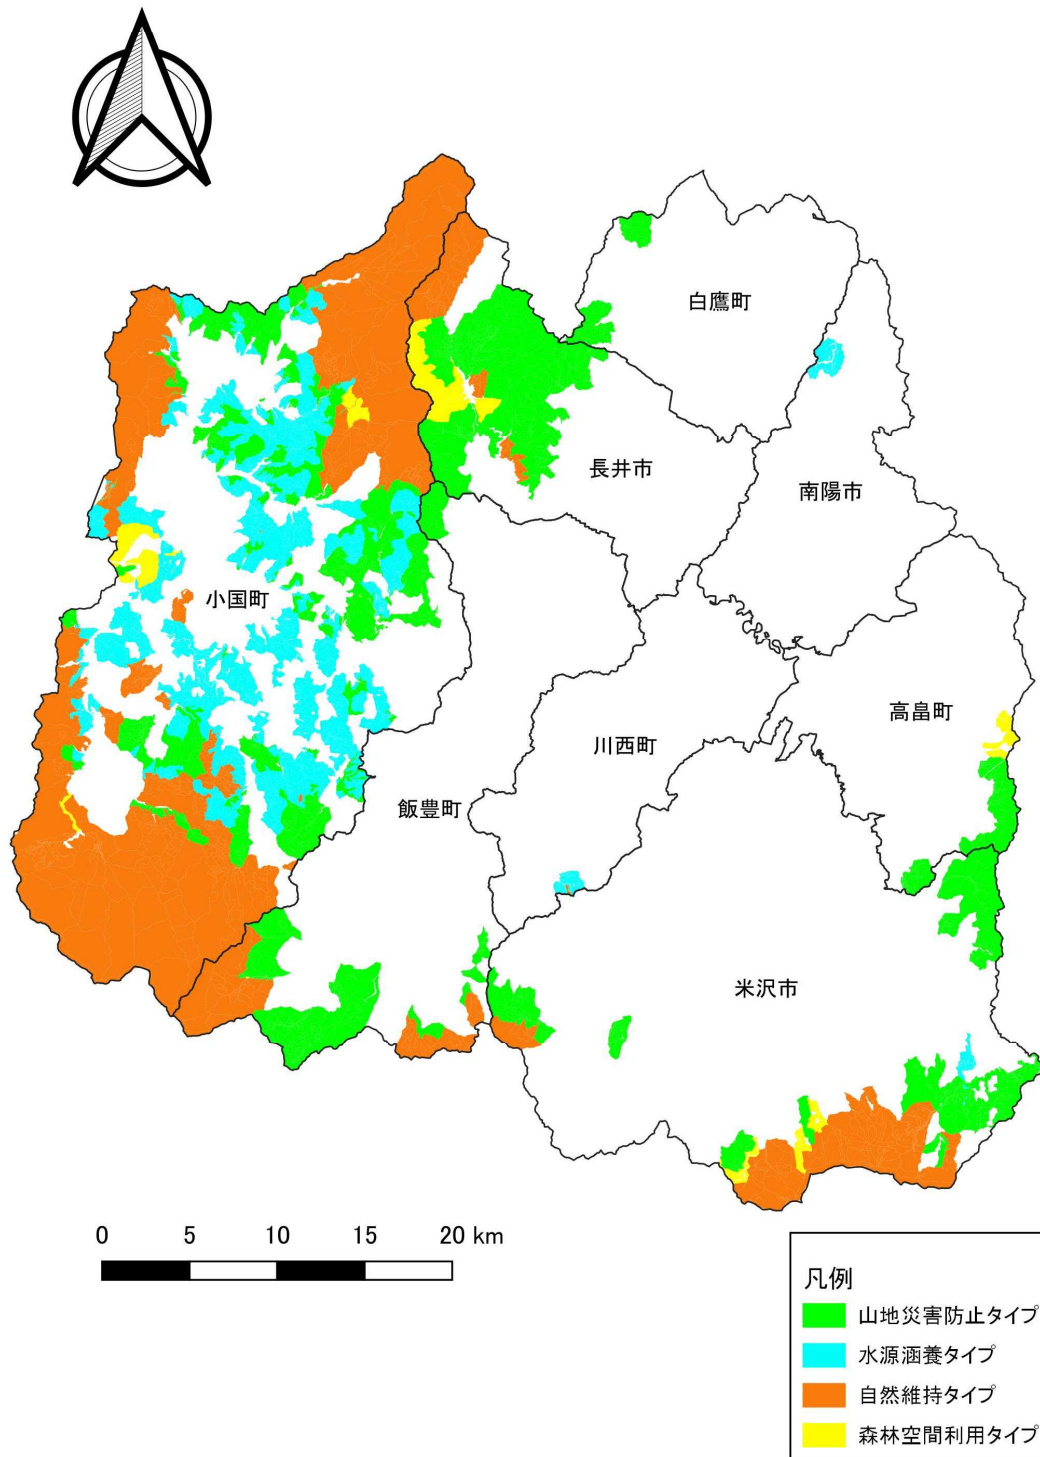 白鷹町
長井市
南陽市
小国町
高畠町
川西町
飯豊町
米沢市
0 5 10 15 20 km
凡例
山地災害防止タイプ
水源涵養タイプ
自然維持タイプ
森林空間利用タイプ